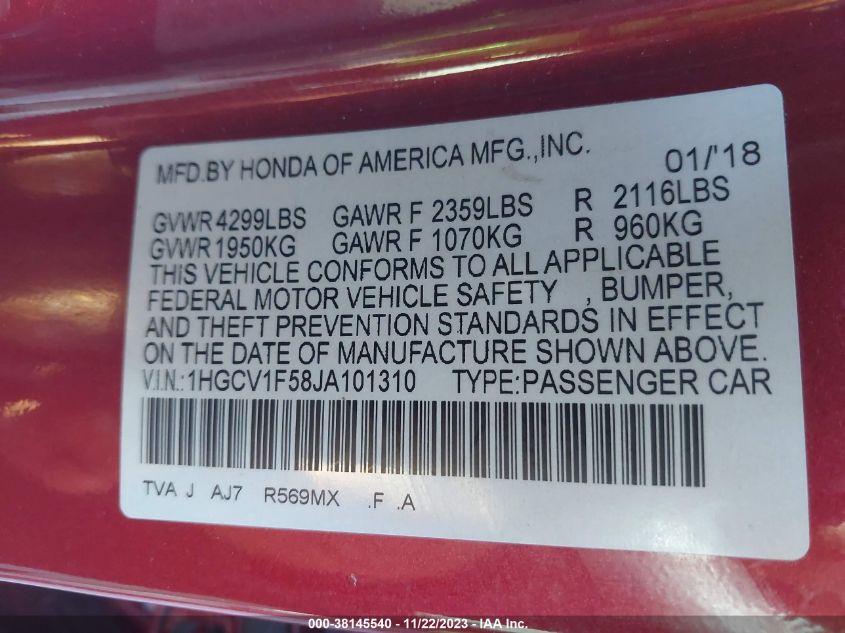 MFD.BY HONDA OF AMERICA MFG.,INC. 01/'18
GVWR 4299LBS GAWR F 2359LBS R 2116LBS
GVWR 1950KG GAWR F 1070KG R 960KG
THIS VEHICLE CONFORMS TO ALL APPLICABLE
FEDERAL MOTOR VEHICLE SAFETY , BUMPER,
AND THEFT PREVENTION STANDARDS IN EFFECT
ON THE DATE OF MANUFACTURE SHOWN ABOVE.
V.I.N.:1HGCV1F58JA101310 TYPE:PASSENGER CAR
TVA J AJ7 R569MX .F .A
000-38145540 - 11/22/2023 - IAA Inc.